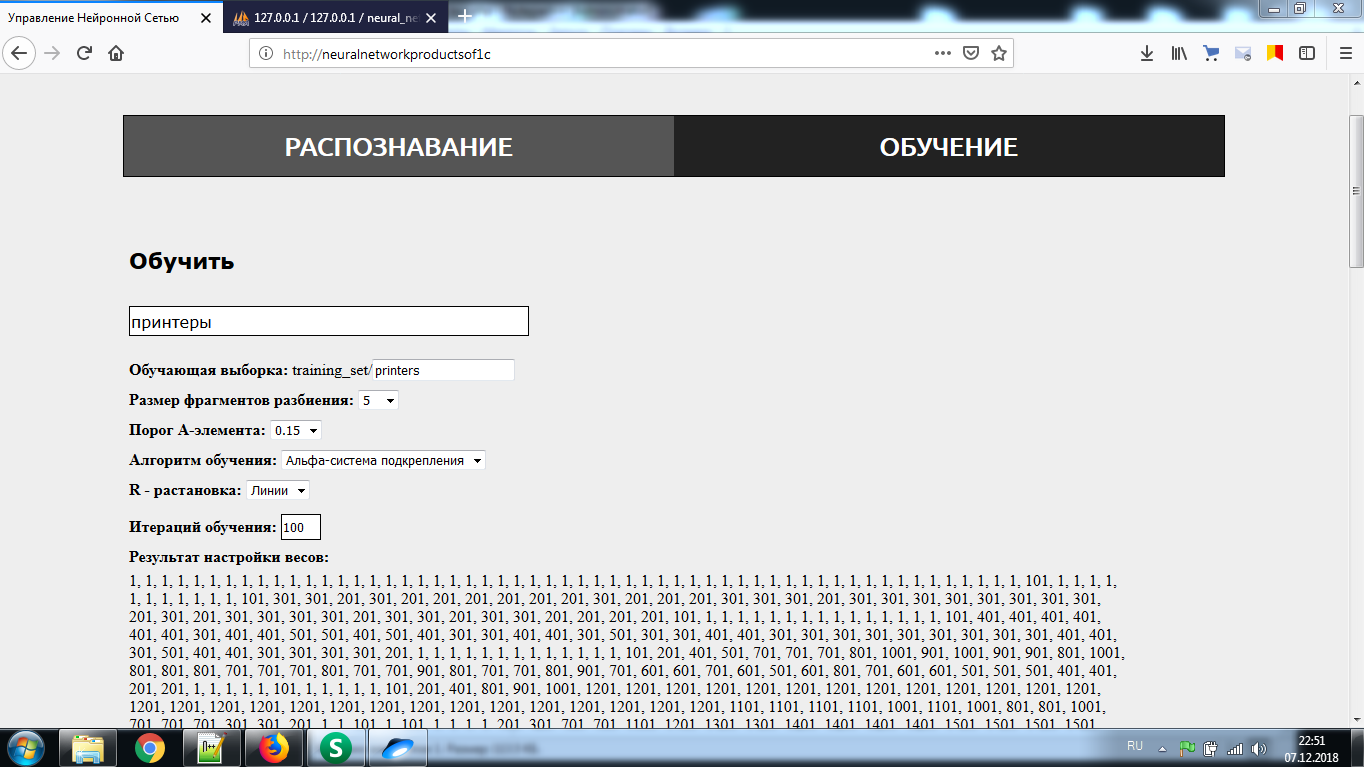 Управление Нейронной Сетью
127.0.0.1 / 127.0.0.1 / neural_ne
http://neuralnetworkproductsof1c
РАСПОЗНАВАНИЕ
ОБУЧЕНИЕ
Обучить
принтеры
Обучающая выборка: training_set/printers
Размер фрагментов разбиения: 5
Порог А-элемента: 0.15
Алгоритм обучения: Альфа-система подкрепления
R - растановка: Линии
Итераций обучения: 100
Результат настройки весов:
1, 1, 1, 1, 1, 1, 1, 1, 1, 1, 1, 1, 1, 1, 1, 1, 1, 1, 1, 1, 1, 1, 1, 1, 1, 1, 1, 1, 1, 1, 1, 1, 1, 1, 1, 1, 1, 1, 1, 1, 1, 1, 1, 1, 1, 1, 1, 1, 1, 1, 1, 1, 1, 1, 1, 1, 101, 1, 1, 1, 1,
1, 1, 1, 1, 1, 1, 1, 101, 301, 301, 201, 301, 201, 201, 201, 201, 201, 201, 301, 201, 201, 201, 301, 301, 301, 201, 301, 301, 301, 301, 301, 301, 301, 301,
201, 301, 201, 301, 301, 301, 301, 201, 301, 301, 201, 301, 301, 201, 201, 201, 201, 101, 1, 1, 1, 1, 1, 1, 1, 1, 1, 1, 1, 1, 1, 1, 1, 101, 401, 401, 401, 401,
401, 401, 301, 401, 401, 501, 501, 401, 501, 401, 301, 301, 401, 401, 301, 501, 301, 301, 401, 401, 301, 301, 301, 301, 301, 301, 301, 301, 401, 401,
301, 501, 401, 401, 301, 301, 301, 301, 201, 1, 1, 1, 1, 1, 1, 1, 1, 1, 1, 1, 1, 1, 101, 201, 401, 501, 701, 701, 701, 801, 1001, 901, 1001, 901, 901, 801, 1001,
801, 801, 801, 701, 701, 701, 801, 701, 701, 901, 801, 701, 701, 801, 901, 701, 601, 601, 701, 601, 501, 601, 801, 701, 601, 601, 501, 501, 501, 401, 401,
201, 201, 1, 1, 1, 1, 1, 101, 1, 1, 1, 1, 1, 101, 201, 401, 801, 901, 1001, 1201, 1201, 1201, 1201, 1201, 1201, 1201, 1201, 1201, 1201, 1201, 1201,
1201, 1201, 1201, 1201, 1201, 1201, 1201, 1201, 1201, 1201, 1201, 1201, 1201, 1201, 1201, 1101, 1101, 1101, 1101, 1001, 1101, 1001, 801, 801, 1001,
701, 701, 701, 301, 301, 201, 1, 1, 101, 1, 101, 1, 1, 1, 1, 201, 301, 701, 701, 1101, 1201, 1301, 1301, 1401, 1401, 1401, 1401, 1501, 1501, 1501, 1501,
RU
22:51
07.12.2018